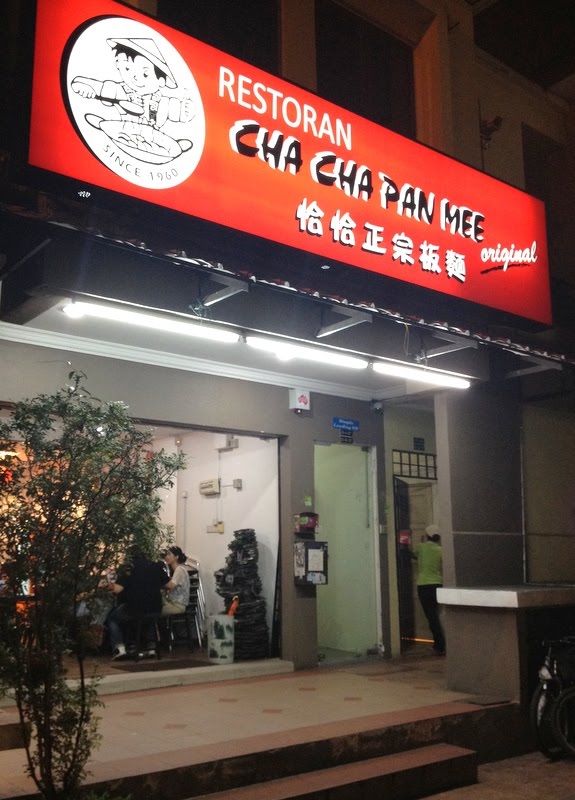 RESTORAN
CHA CHA PAN MEE
恰恰正宗板麵
original
SINCE 1960